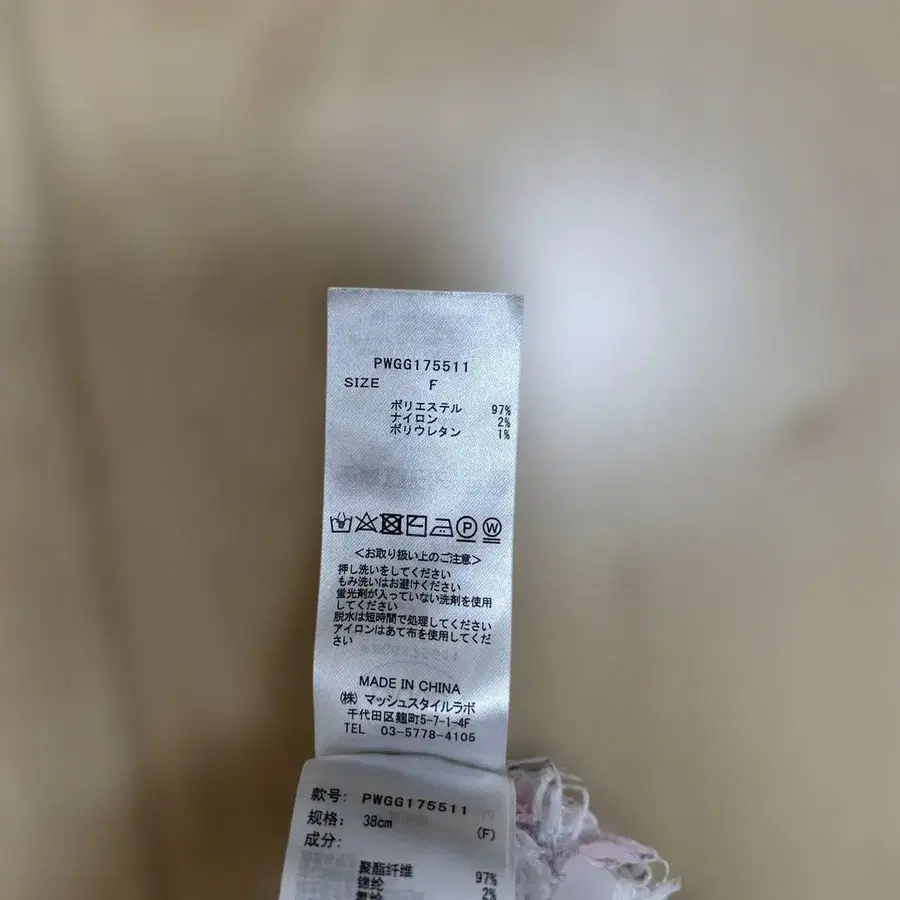 PWGG175511
SIZE F
ポリエステル 97%
ナイロン 2%
ポリウレタン 1%
P W
<お取り扱い上のご注意>
押し洗いをしてください
もみ洗いはお避けください
蛍光剤が入っていない洗剤を使用
してください
脱水は短時間で処理してください
アイロンはあて布を使用してくだ
さい
MADE IN CHINA
(株) マッシュスタイルラボ
千代田区麹町5-7-1-4F
TEL 03-5778-4105
款号: PWGG175511
规格: 38cm (F)
成分:
聚酯纤维 97%
锦纶 2%